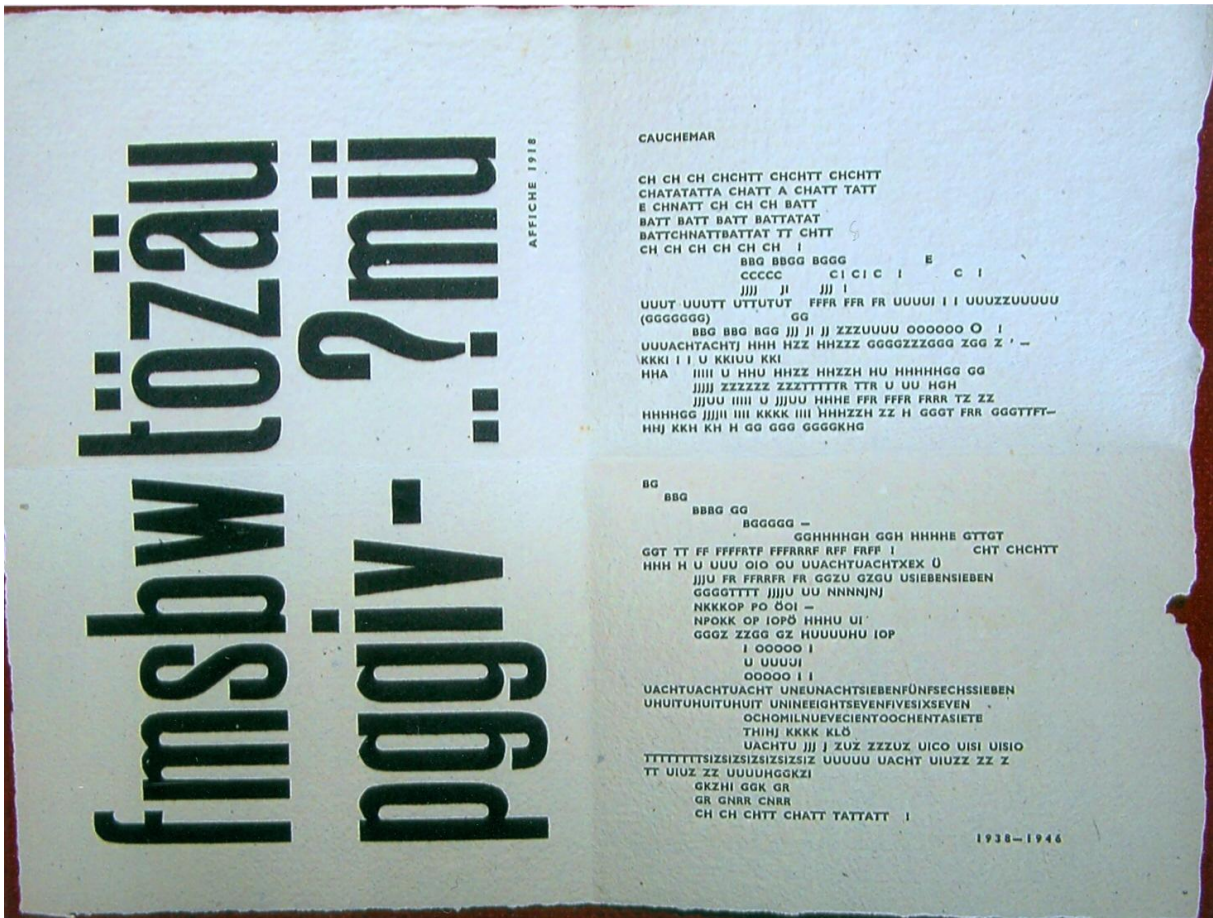 fmsbwtözäu
pggiv-..?mü
AFFICHE 1918
CAUCHEMAR
CH CH CH CHCHTT CHCHTT CHCHTT
CHATATATTA CHATT A CHATT TATT
E CHNATT CH CH CH BATT
BATT BATT BATT BATTATAT
BATTCHNATTBATTAT TT CHTT
CH CH CH CH CH CH I
BBG BBGG BGGG E
CCCCC CI CI C I C I
JJJJ JI JJJ I
UUUT UUUTT UTTUTUT FFFR FFR FR UUUUI I I UUUZZUUUUU
(GGGGGGG) GG
BBG BBG BGG JJJ JI JJ ZZZUUUU OOOOOO O I
UUUACHTACHTJ HHH HZZ HHZZZ GGGGZZZGGG ZGG Z ' —
KKKI I I U KKIUU KKI
HHA IIIII U HHU HHZZ HHZZH HU HHHHHGG GG
JJJJJ ZZZZZZ ZZZTTTTTR TTR U UU HGH
JJJUU IIIII U JJJUU HHHE FFR FFFR FRRR TZ ZZ
HHHHGG JJJJII IIII KKKK IIII HHHZZH ZZ H GGGT FRR GGGTTFT—
HHJ KKH KH H GG GGG GGGGKHG
BG
BBG
BBBG GG
BGGGGG —
GGHHHHGH GGH HHHHE GTTGT
GGT TT FF FFFFRTF FFFRRRF RFF FRFF I CHT CHCHTT
HHH H U UUU OIO OU UUACHTUACHTXEX Ü
JJJU FR FFRRFR FR GGZU GZGU USIEBENSIEBEN
GGGGTTTT JJJJU UU NNNNJNJ
NKKKOP PO ÖOI —
NPOKK OP IOPÖ HHHU UI
GGGZ ZZGG GZ HUUUUHU IOP
I OOOOO I
U UUUUI
OOOOO I I
UACHTUACHTUACHT UNEUNACHTSIEBENFÜNFSECHSSIEBEN
UHUITUHUITUHUIT UNINEEIGHTSEVENFIVESIXSEVEN
OCHOMILNUEVECIENTOOCHENTASIETE
THIHJ KKKK KLÖ
UACHTU JJJ J ZUZ ZZZUZ UICO UISI UISIO
TTTTTTTTSIZSIZSIZSIZSIZSIZ UUUUU UACHT UIUZZ ZZ Z
TT UIUZ ZZ UUUUHGGKZI
GKZHI GGK GR
GR GNRR CNRR
CH CH CHTT CHATT TATTATT I
1938—1946